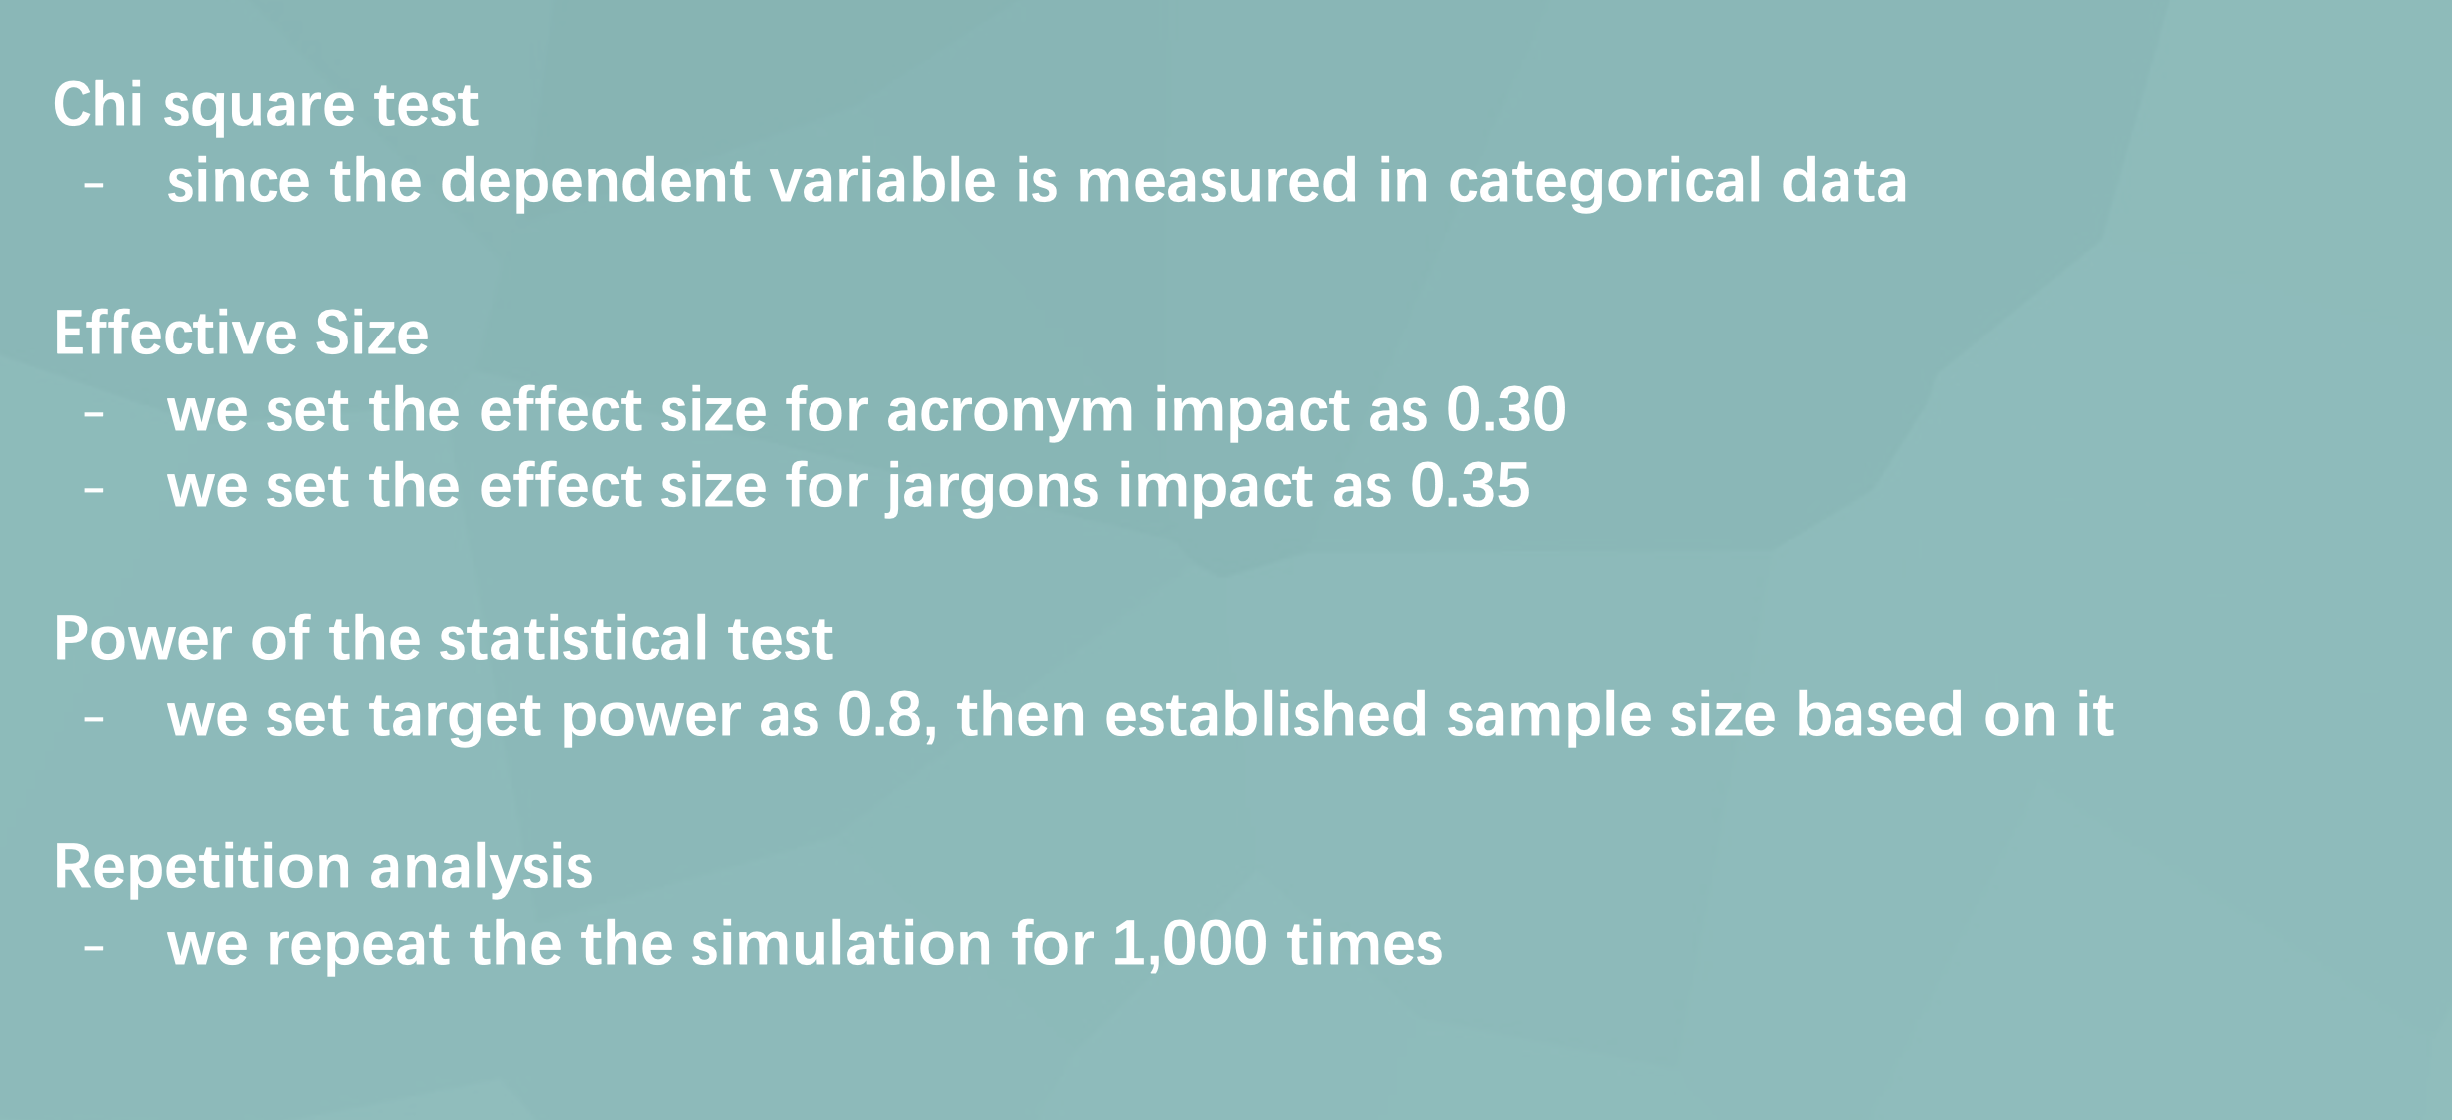 Chi square test
- since the dependent variable is measured in categorical data
Effective Size
- we set the effect size for acronym impact as 0.30
- we set the effect size for jargons impact as 0.35
Power of the statistical test
- we set target power as 0.8, then established sample size based on it
Repetition analysis
- we repeat the the simulation for 1,000 times